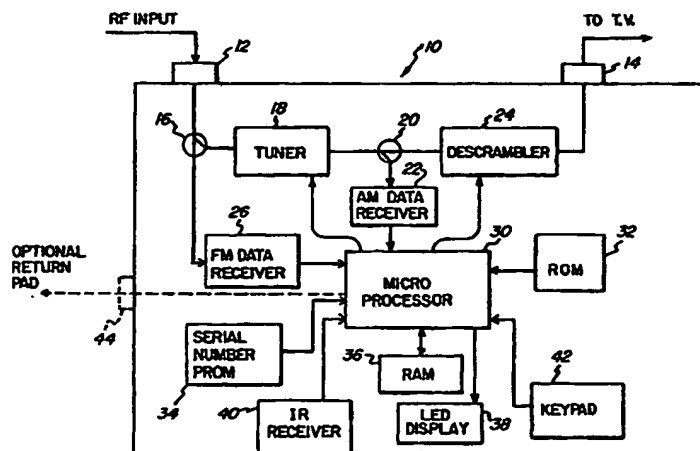 RF INPUT
TO T.V.
12
10
14
16
18
20
24
TUNER
DESCRAMBLER
22
AM DATA
RECEIVER
26
30
32
OPTIONAL
RETURN
PAD
FM DATA
RECEIVER
MICRO
PROCESSOR
ROM
44
SERIAL
NUMBER
PROM
36
RAM
42
34
40
IR
RECEIVER
LED
DISPLAY
38
KEYPAD